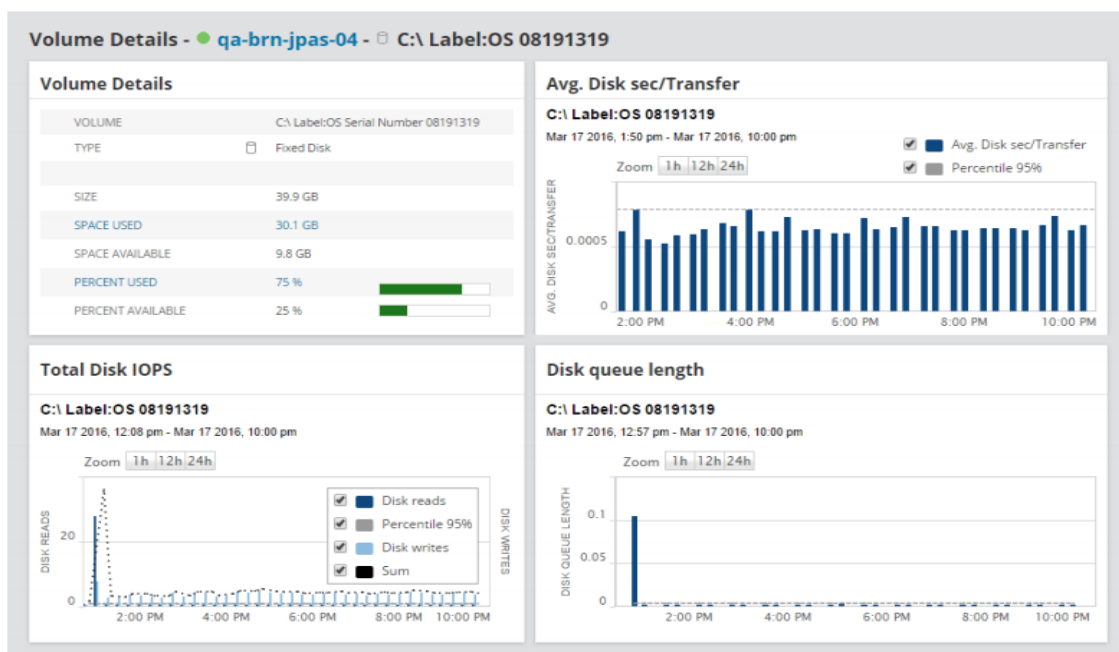 Volume Details - qa-brn-jpas-04 - C:\ Label:OS 08191319
Volume Details
VOLUME C:\ Label:OS Serial Number 08191319
TYPE Fixed Disk
SIZE 39.9 GB
SPACE USED 30.1 GB
SPACE AVAILABLE 9.8 GB
PERCENT USED 75 %
PERCENT AVAILABLE 25 %
Avg. Disk sec/Transfer
C:\ Label:OS 08191319
Mar 17 2016, 1:50 pm - Mar 17 2016, 10:00 pm
Avg. Disk sec/Transfer
Percentile 95%
Zoom 1h 12h 24h
AVG. DISK SEC/TRANSFER
0.0005
0
2:00 PM 4:00 PM 6:00 PM 8:00 PM 10:00 PM
Total Disk IOPS
C:\ Label:OS 08191319
Mar 17 2016, 12:08 pm - Mar 17 2016, 10:00 pm
Zoom 1h 12h 24h
Disk reads
Percentile 95%
Disk writes
Sum
DISK READS
DISK WRITES
20
0
2:00 PM 4:00 PM 6:00 PM 8:00 PM 10:00 PM
Disk queue length
C:\ Label:OS 08191319
Mar 17 2016, 12:57 pm - Mar 17 2016, 10:00 pm
Zoom 1h 12h 24h
DISK QUEUE LENGTH
0.1
0.05
0
2:00 PM 4:00 PM 6:00 PM 8:00 PM 10:00 PM